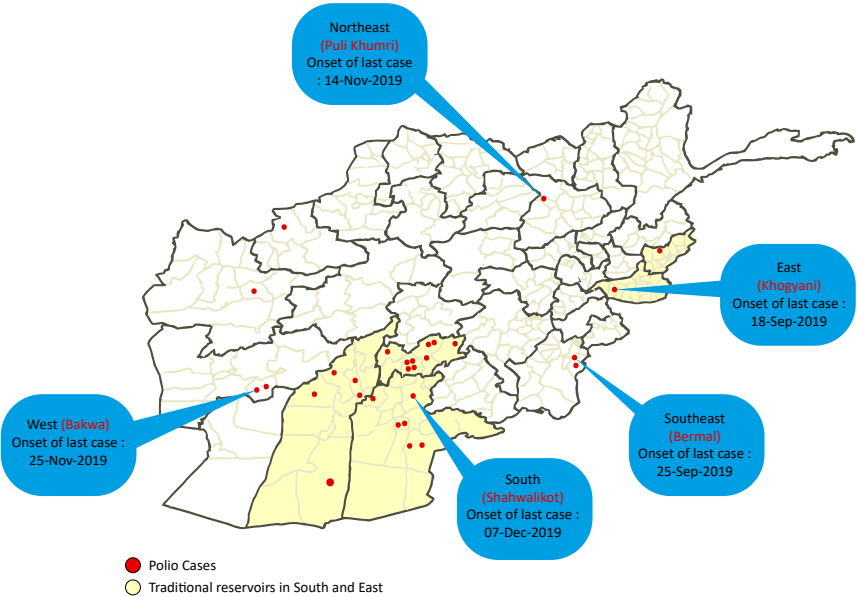 Northeast
(Puli Khumri)
Onset of last case
: 14-Nov-2019
East
(Khogyani)
Onset of last case :
18-Sep-2019
West (Bakwa)
Onset of last case :
25-Nov-2019
Southeast
(Bermal)
Onset of last case :
25-Sep-2019
South
(Shahwalikot)
Onset of last case :
07-Dec-2019
Polio Cases
Traditional reservoirs in South and East